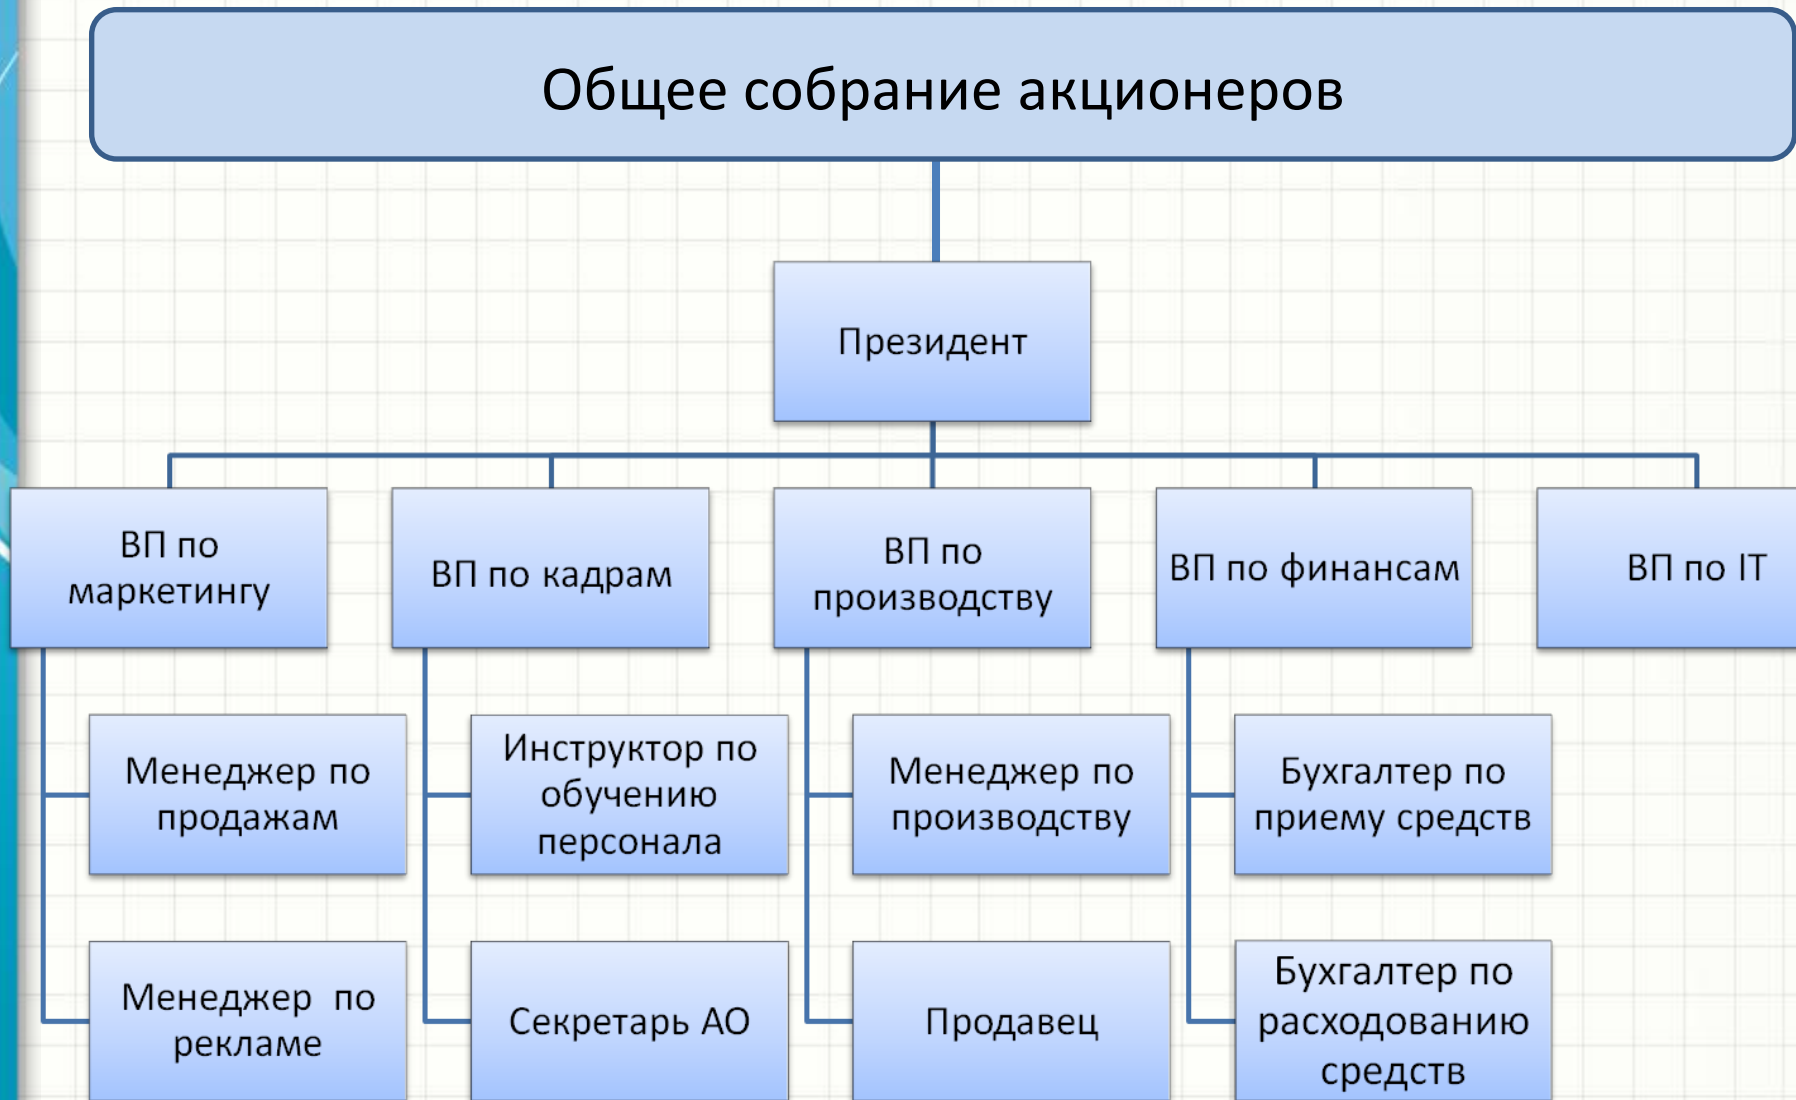 Общее собрание акционеров
Президент
ВП по
маркетингу
ВП по кадрам
ВП по
производству
ВП по финансам
ВП по IT
Менеджер по
продажам
Инструктор по
обучению
персонала
Менеджер по
производству
Бухгалтер по
приему средств
Менеджер по
рекламе
Секретарь АО
Продавец
Бухгалтер по
расходованию
средств